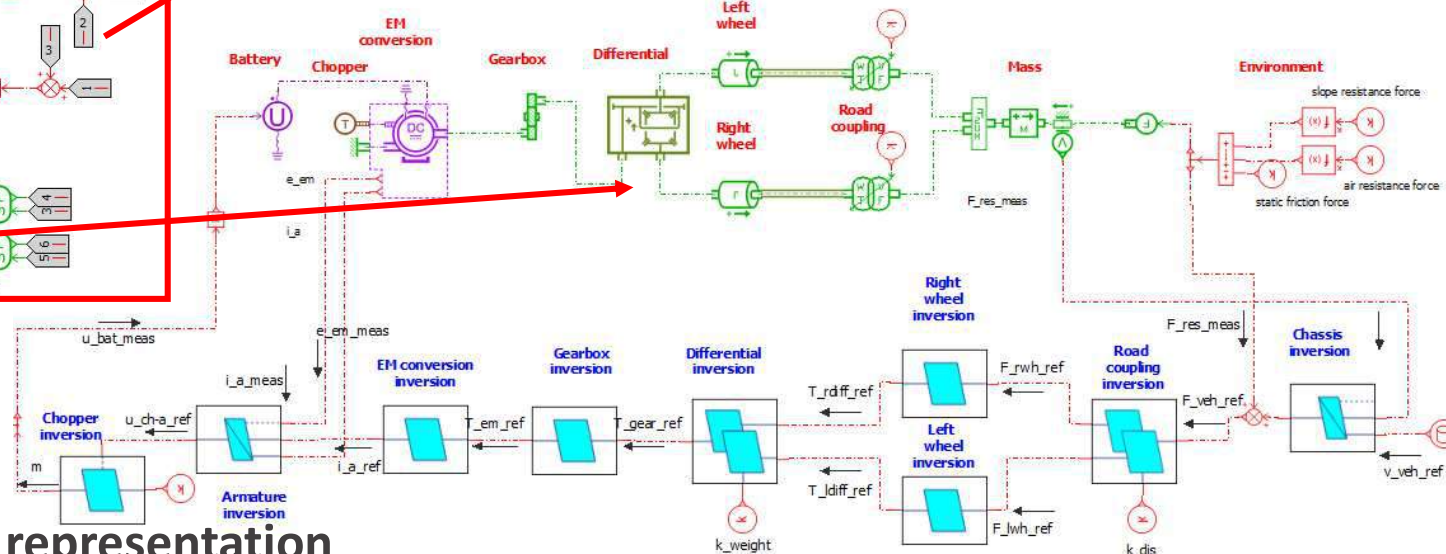 2
3
1
4
3
6
5
Battery
Chopper
EM
conversion
Gearbox
Differential
Left
wheel
Right
wheel
Road
coupling
Mass
Environment
slope resistance force
air resistance force
static friction force
U
T
DC
M
F
V
K
f(x)
K
f(x)
K
K
K
e_em
i_a
F_res_meas
u_bat_meas
e_em_meas
i_a_meas
u_ch-a_ref
Chopper
inversion
m
K
Armature
inversion
i_a_ref
EM conversion
inversion
T_em_ref
Gearbox
inversion
T_gear_ref
Differential
inversion
K
k_weight
T_rdiff_ref
T_ldiff_ref
Right
wheel
inversion
Left
wheel
inversion
F_rwh_ref
F_lwh_ref
Road
coupling
inversion
K
k_dis
F_veh_ref
F_res_meas
Chassis
inversion
v_veh_ref
representation